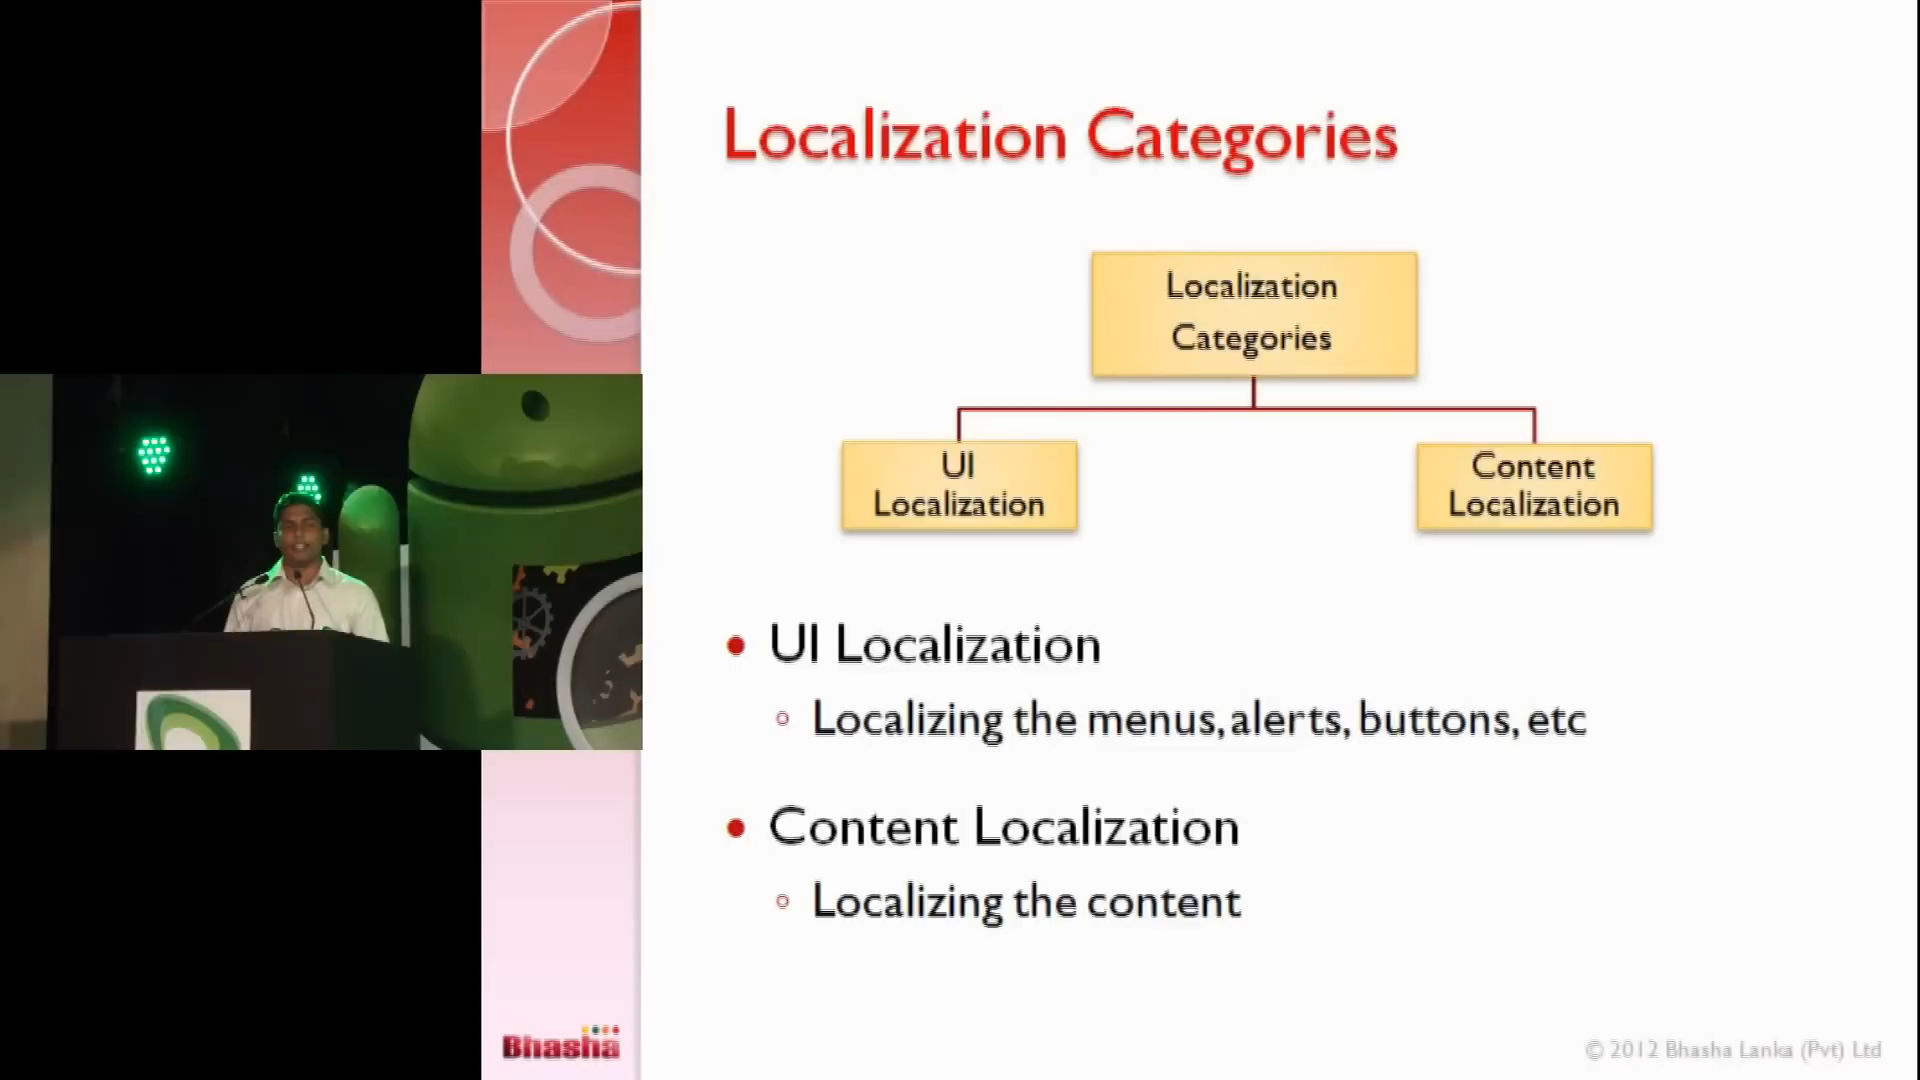 Localization Categories
Localization
Categories
UI
Localization
Content
Localization
• UI Localization
○ Localizing the menus, alerts, buttons, etc
• Content Localization
○ Localizing the content
Bhasha
© 2012 Bhasha Lanka (Pvt) Ltd